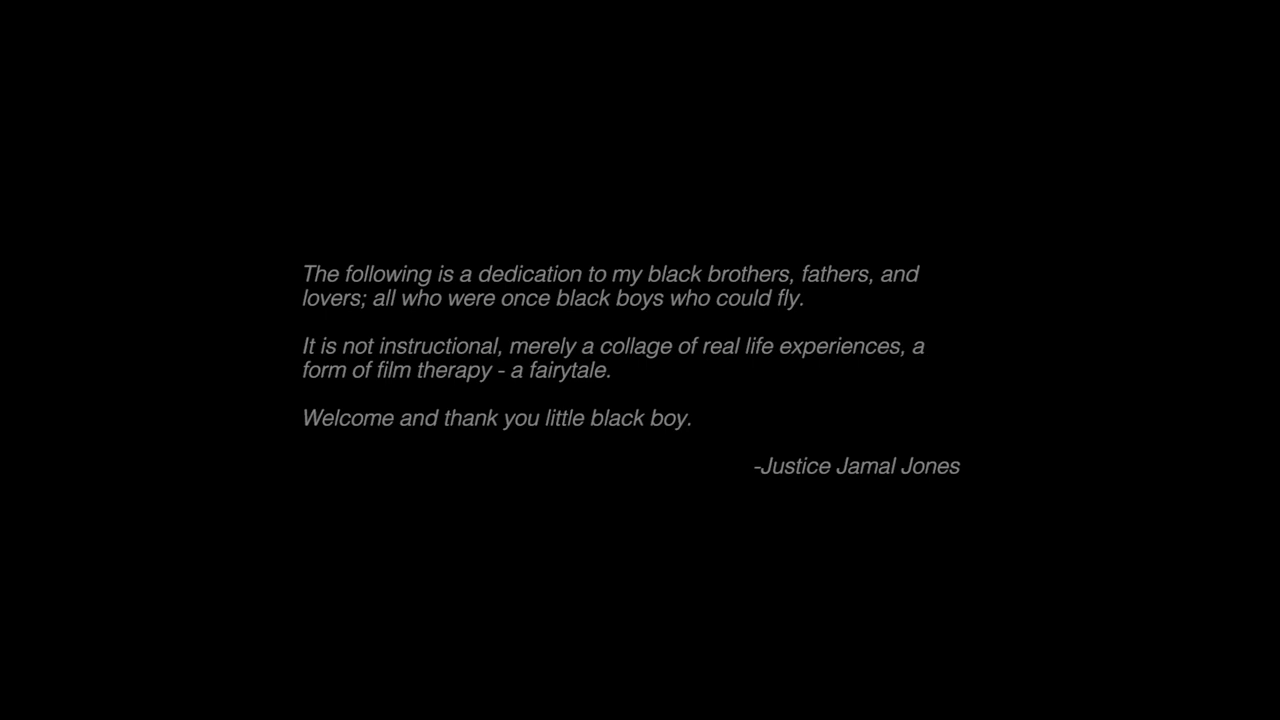 The following is a dedication to my black brothers, fathers, and
lovers; all who were once black boys who could fly.
It is not instructional, merely a collage of real life experiences, a
form of film therapy - a fairytale.
Welcome and thank you little black boy.
-Justice Jamal Jones